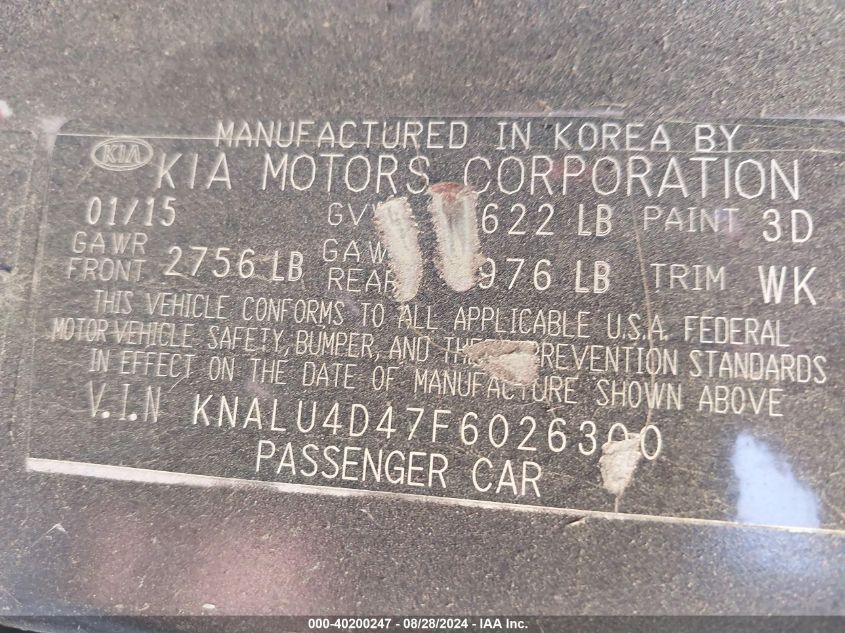 MANUFACTURED IN KOREA BY
KIA KIA MOTORS CORPORATION
01/15 622 LB PAINT 3D
GAWR FRONT 2756 LB REAR 976 LB TRIM WK
THIS VEHICLE CONFORMS TO ALL APPLICABLE U.S.A. FEDERAL
MOTOR VEHICLE SAFETY, BUMPER, AND PREVENTION STANDARDS
IN EFFECT ON THE DATE OF MANUFACTURE SHOWN ABOVE
V.I.N KNALU4D47F6026300
PASSENGER CAR
000-40200247 - 08/28/2024 - IAA Inc.